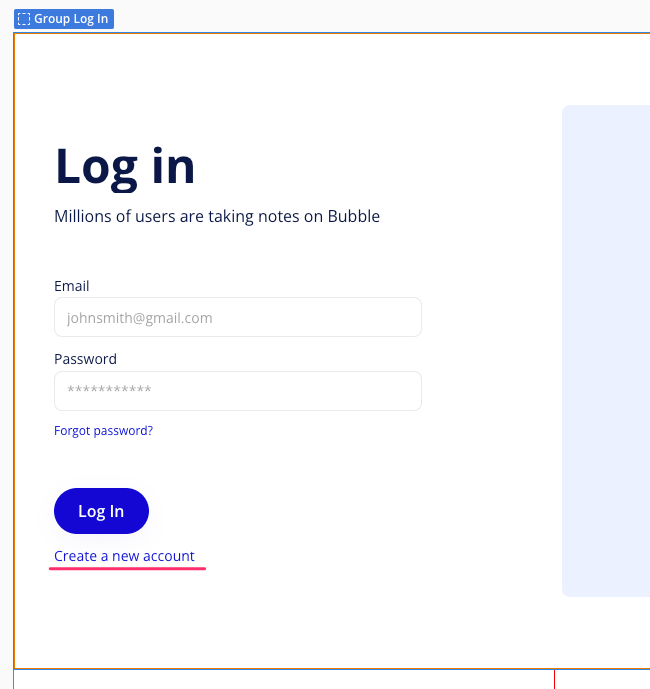 Group Log In
Log in
Millions of users are taking notes on Bubble
Email
johnsmith@gmail.com
Password
***********
Forgot password?
Log In
Create a new account